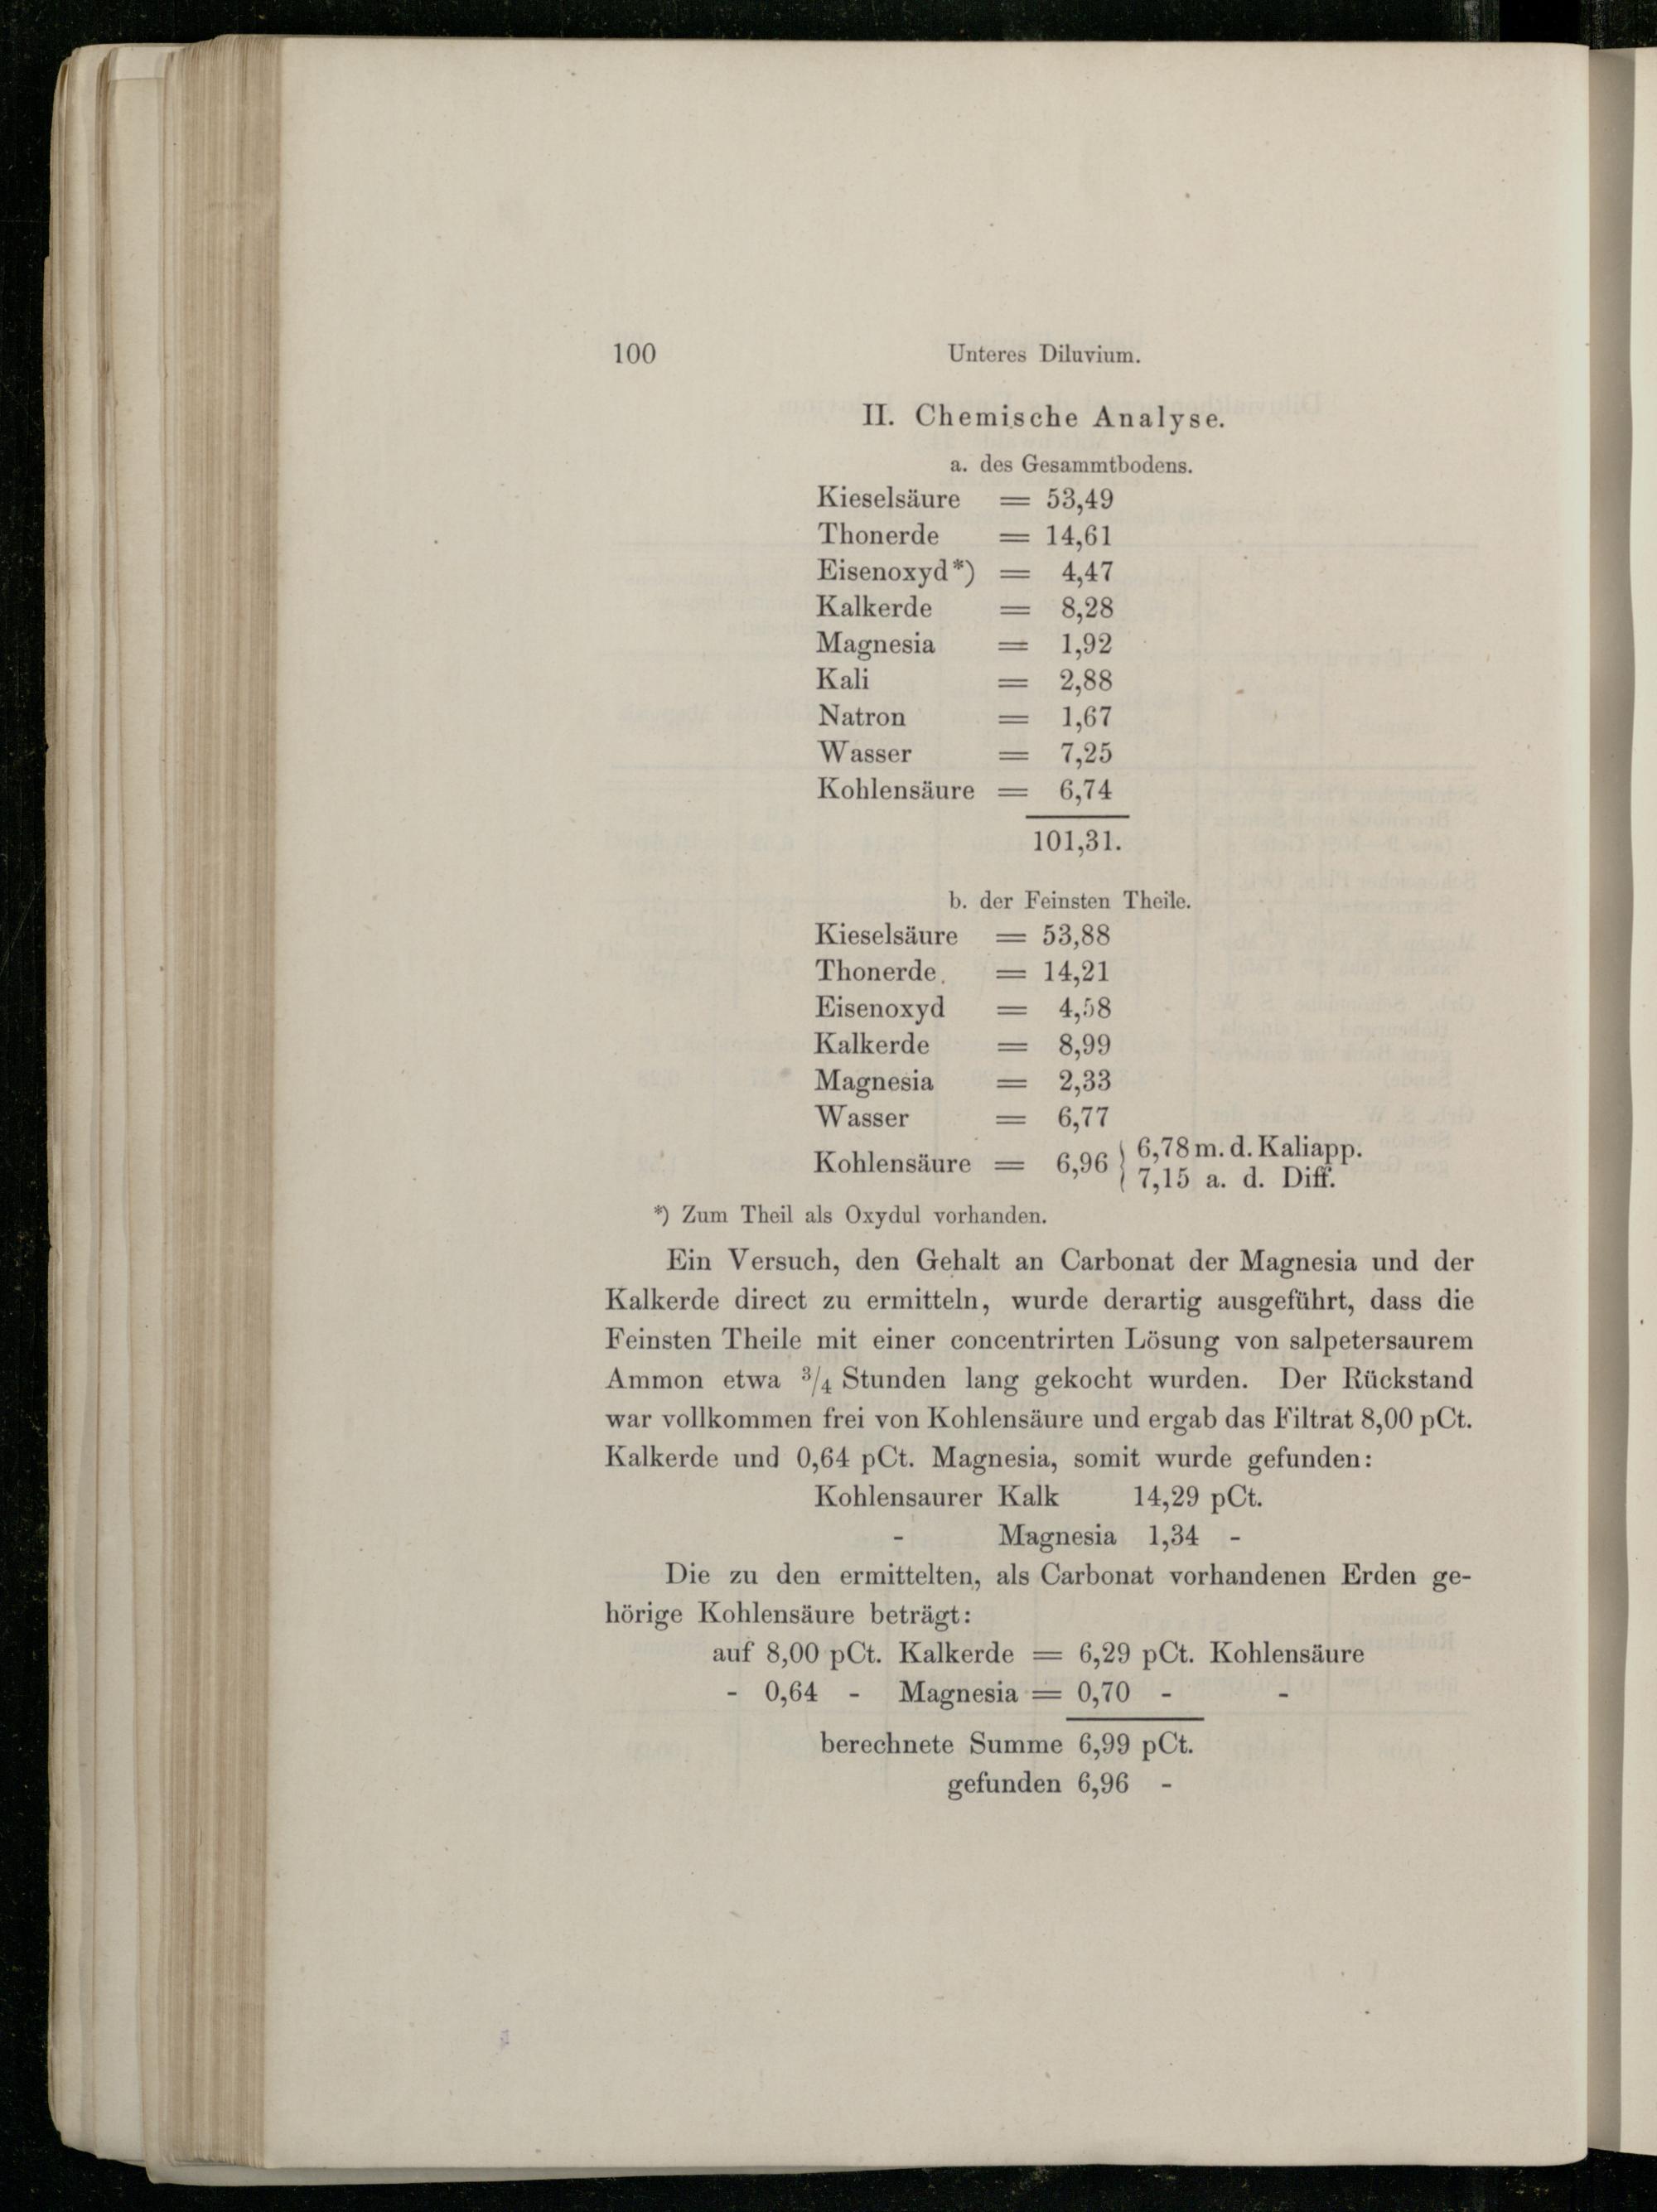 100 Unteres Diluvium.
II. Chemische Analyse.
a. des Gesammtbodens.
Kieselsäure = 53,49
Thonerde = 14,61
Eisenoxyd*) = 4,47
Kalkerde = 8,28
Magnesia = 1,92
Kali = 2,88
Natron = 1,67
Wasser = 7,25
Kohlensäure = 6,74
101,31.
b. der Feinsten Theile.
Kieselsäure = 53,88
Thonerde. = 14,21
Eisenoxyd = 4,58
Kalkerde = 8,99
Magnesia = 2,33
Wasser = 6,77
Kohlensäure = 6,96 { 6,78 m. d. Kaliapp.
7,15 a. d. Diff.
*) Zum Theil als Oxydul vorhanden.
Ein Versuch, den Gehalt an Carbonat der Magnesia und der
Kalkerde direct zu ermitteln, wurde derartig ausgeführt, dass die
Feinsten Theile mit einer concentrirten Lösung von salpetersaurem
Ammon etwa 3/4 Stunden lang gekocht wurden. Der Rückstand
war vollkommen frei von Kohlensäure und ergab das Filtrat 8,00 pCt.
Kalkerde und 0,64 pCt. Magnesia, somit wurde gefunden:
Kohlensaurer Kalk 14,29 pCt.
- Magnesia 1,34 -
Die zu den ermittelten, als Carbonat vorhandenen Erden ge-
hörige Kohlensäure beträgt:
auf 8,00 pCt. Kalkerde = 6,29 pCt. Kohlensäure
- 0,64 - Magnesia = 0,70 - -
berechnete Summe 6,99 pCt.
gefunden 6,96 -